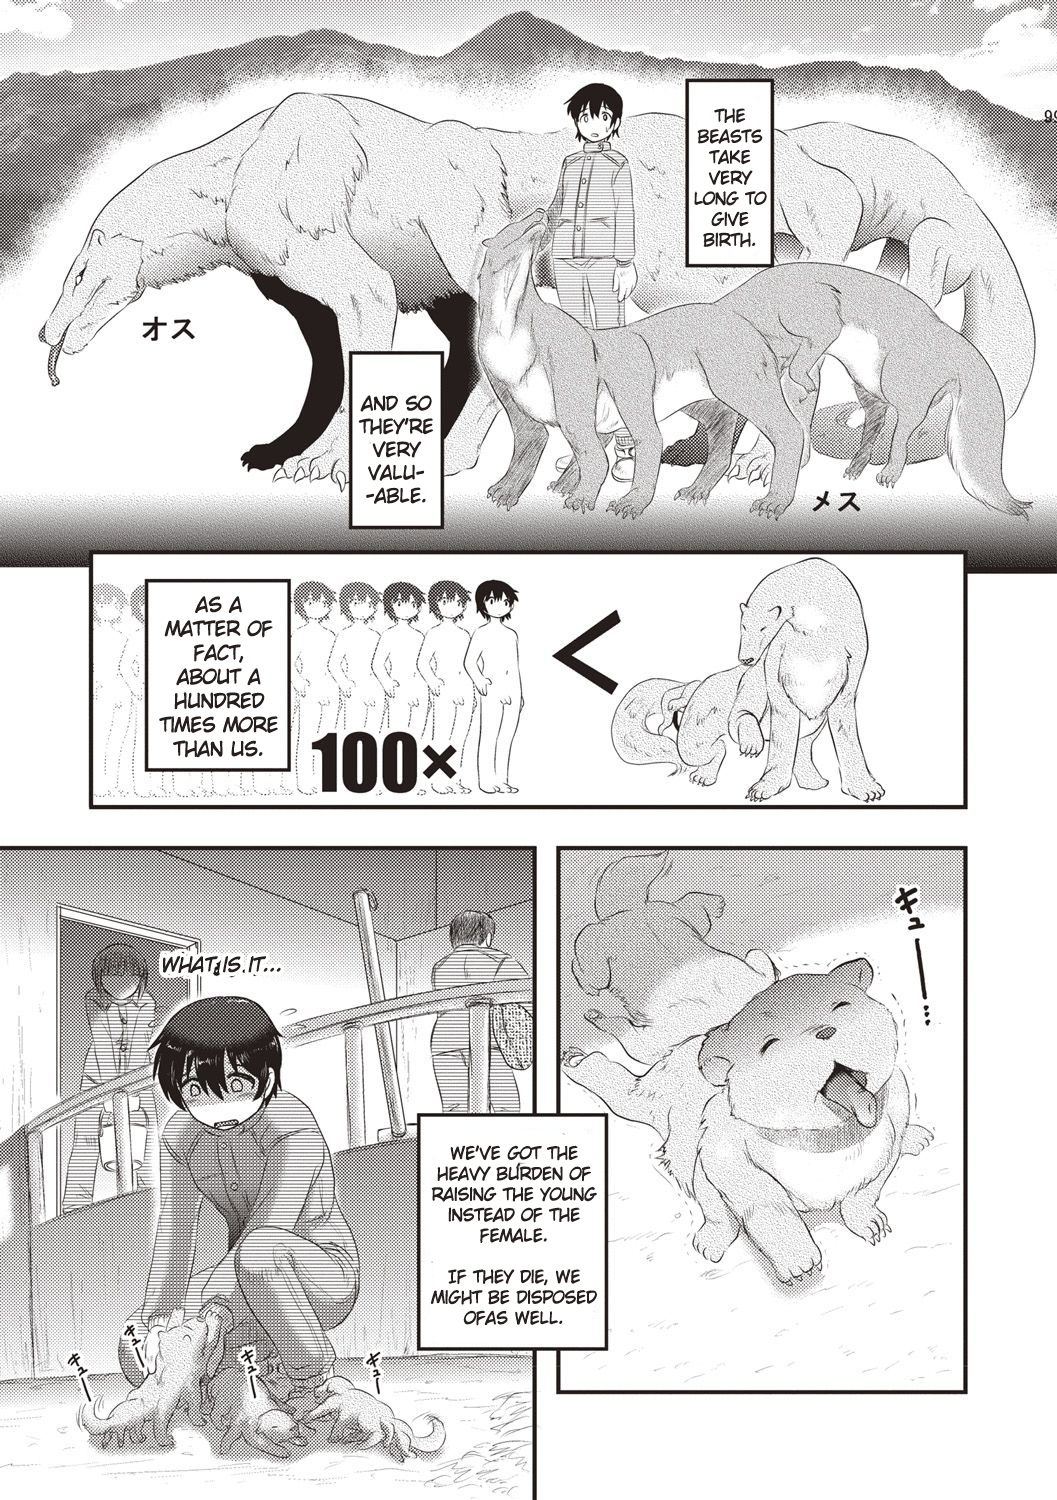 99
THE
BEASTS
TAKE
VERY
LONG TO
GIVE
BIRTH.
オス
AND SO
THEY'RE
VERY
VALU-
-ABLE.
メス
AS A
MATTER OF
FACT,
ABOUT A
HUNDRED
TIMES MORE
THAN US.
100×
<
キュー…
WHAT IS IT...
WE'VE GOT THE
HEAVY BURDEN OF
RAISING THE YOUNG
INSTEAD OF THE
FEMALE.
IF THEY DIE, WE
MIGHT BE DISPOSED
OFAS WELL.
キュー
キュー
キュー